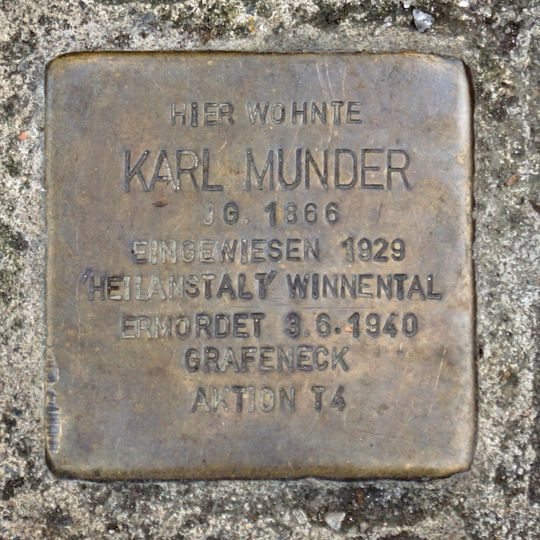 HIER WOHNTE
KARL MUNDER
JG. 1866
EINGEWIESEN 1929
'HEILANSTALT' WINNENTAL
ERMORDET 3.6.1940
GRAFENECK
AKTION T4